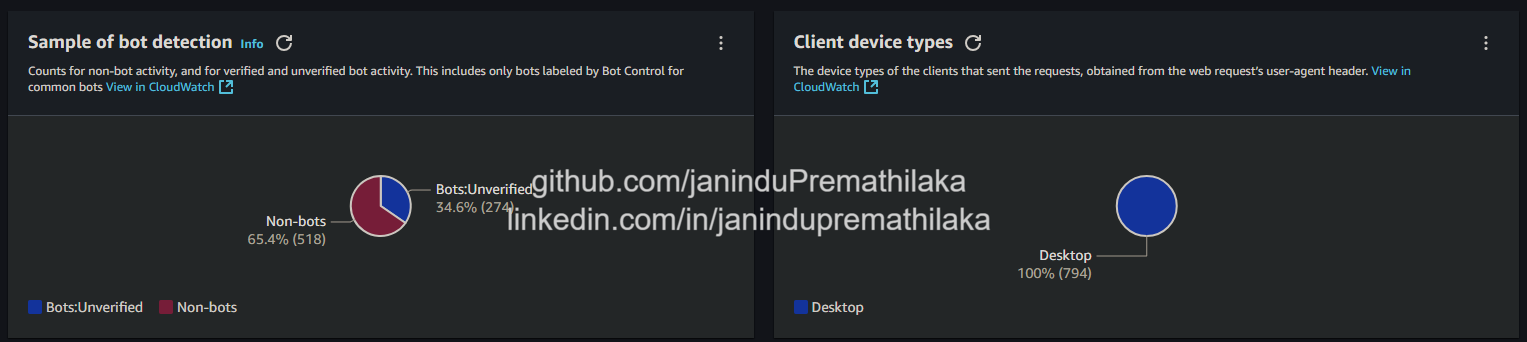 Sample of bot detection Info
Counts for non-bot activity, and for verified and unverified bot activity. This includes only bots labeled by Bot Control for
common bots View in CloudWatch
Bots:Unverified
34.6% (274)
Non-bots
65.4% (518)
Bots:Unverified Non-bots
Client device types
The device types of the clients that sent the requests, obtained from the web request's user-agent header. View in
CloudWatch
Desktop
100% (794)
Desktop
github.com/janinduPremathilaka
linkedin.com/in/janindupremathilaka